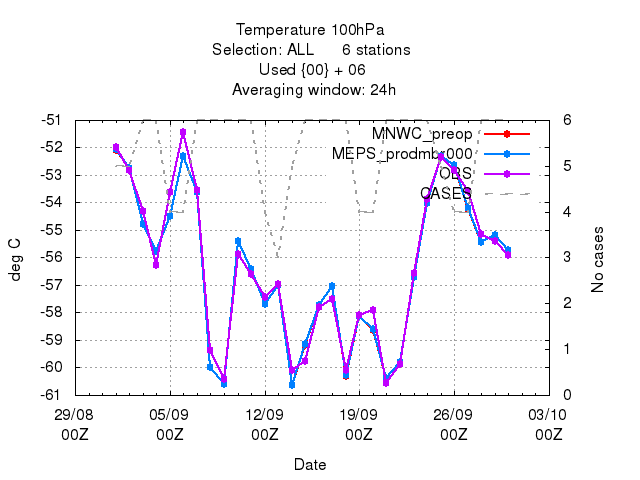 Temperature 100hPa
Selection: ALL 6 stations
Used {00} + 06
Averaging window: 24h
-51
-52
-53
-54
-55
-56
-57
-58
-59
-60
-61
deg C
6
5
4
3
2
1
0
No cases
MNWC_preop
MEPS_prodmbr000
OBS
CASES
29/08 05/09 12/09 19/09 26/09 03/10
00Z 00Z 00Z 00Z 00Z 00Z
Date